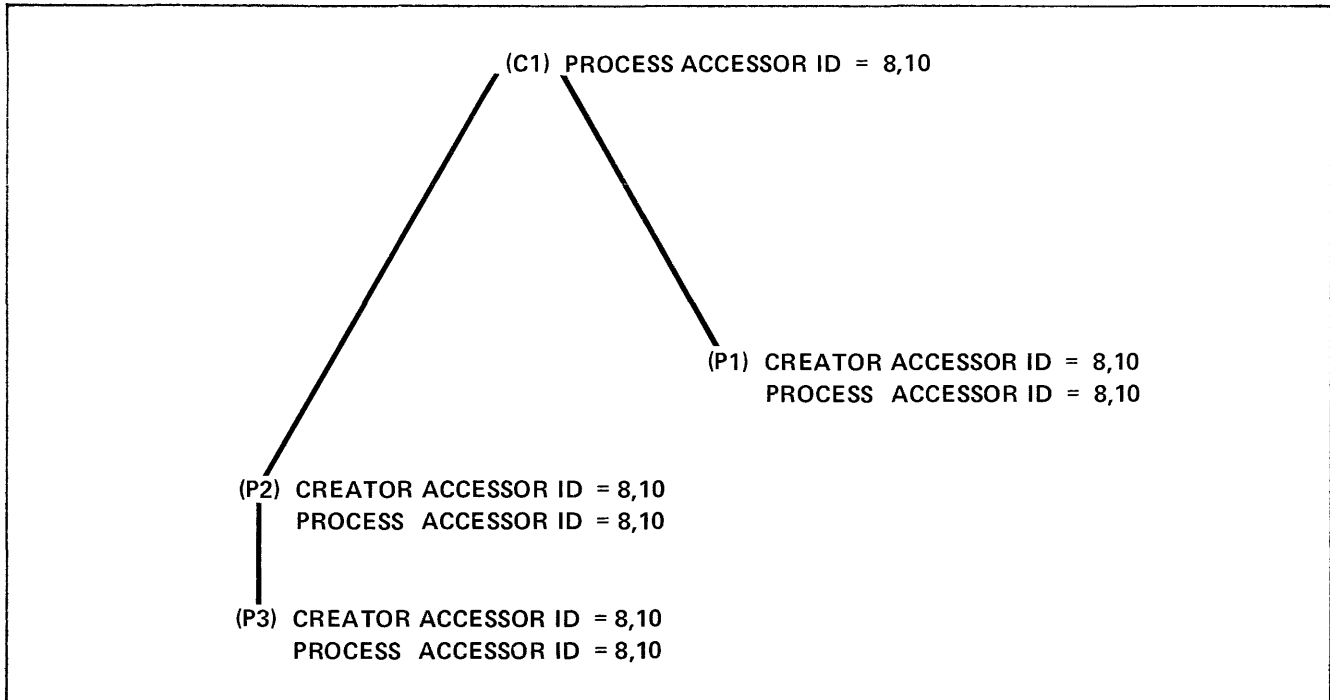 (C1) PROCESS ACCESSOR ID = 8,10
(P1) CREATOR ACCESSOR ID = 8,10
PROCESS ACCESSOR ID = 8,10
(P2) CREATOR ACCESSOR ID = 8,10
PROCESS ACCESSOR ID = 8,10
(P3) CREATOR ACCESSOR ID = 8,10
PROCESS ACCESSOR ID = 8,10